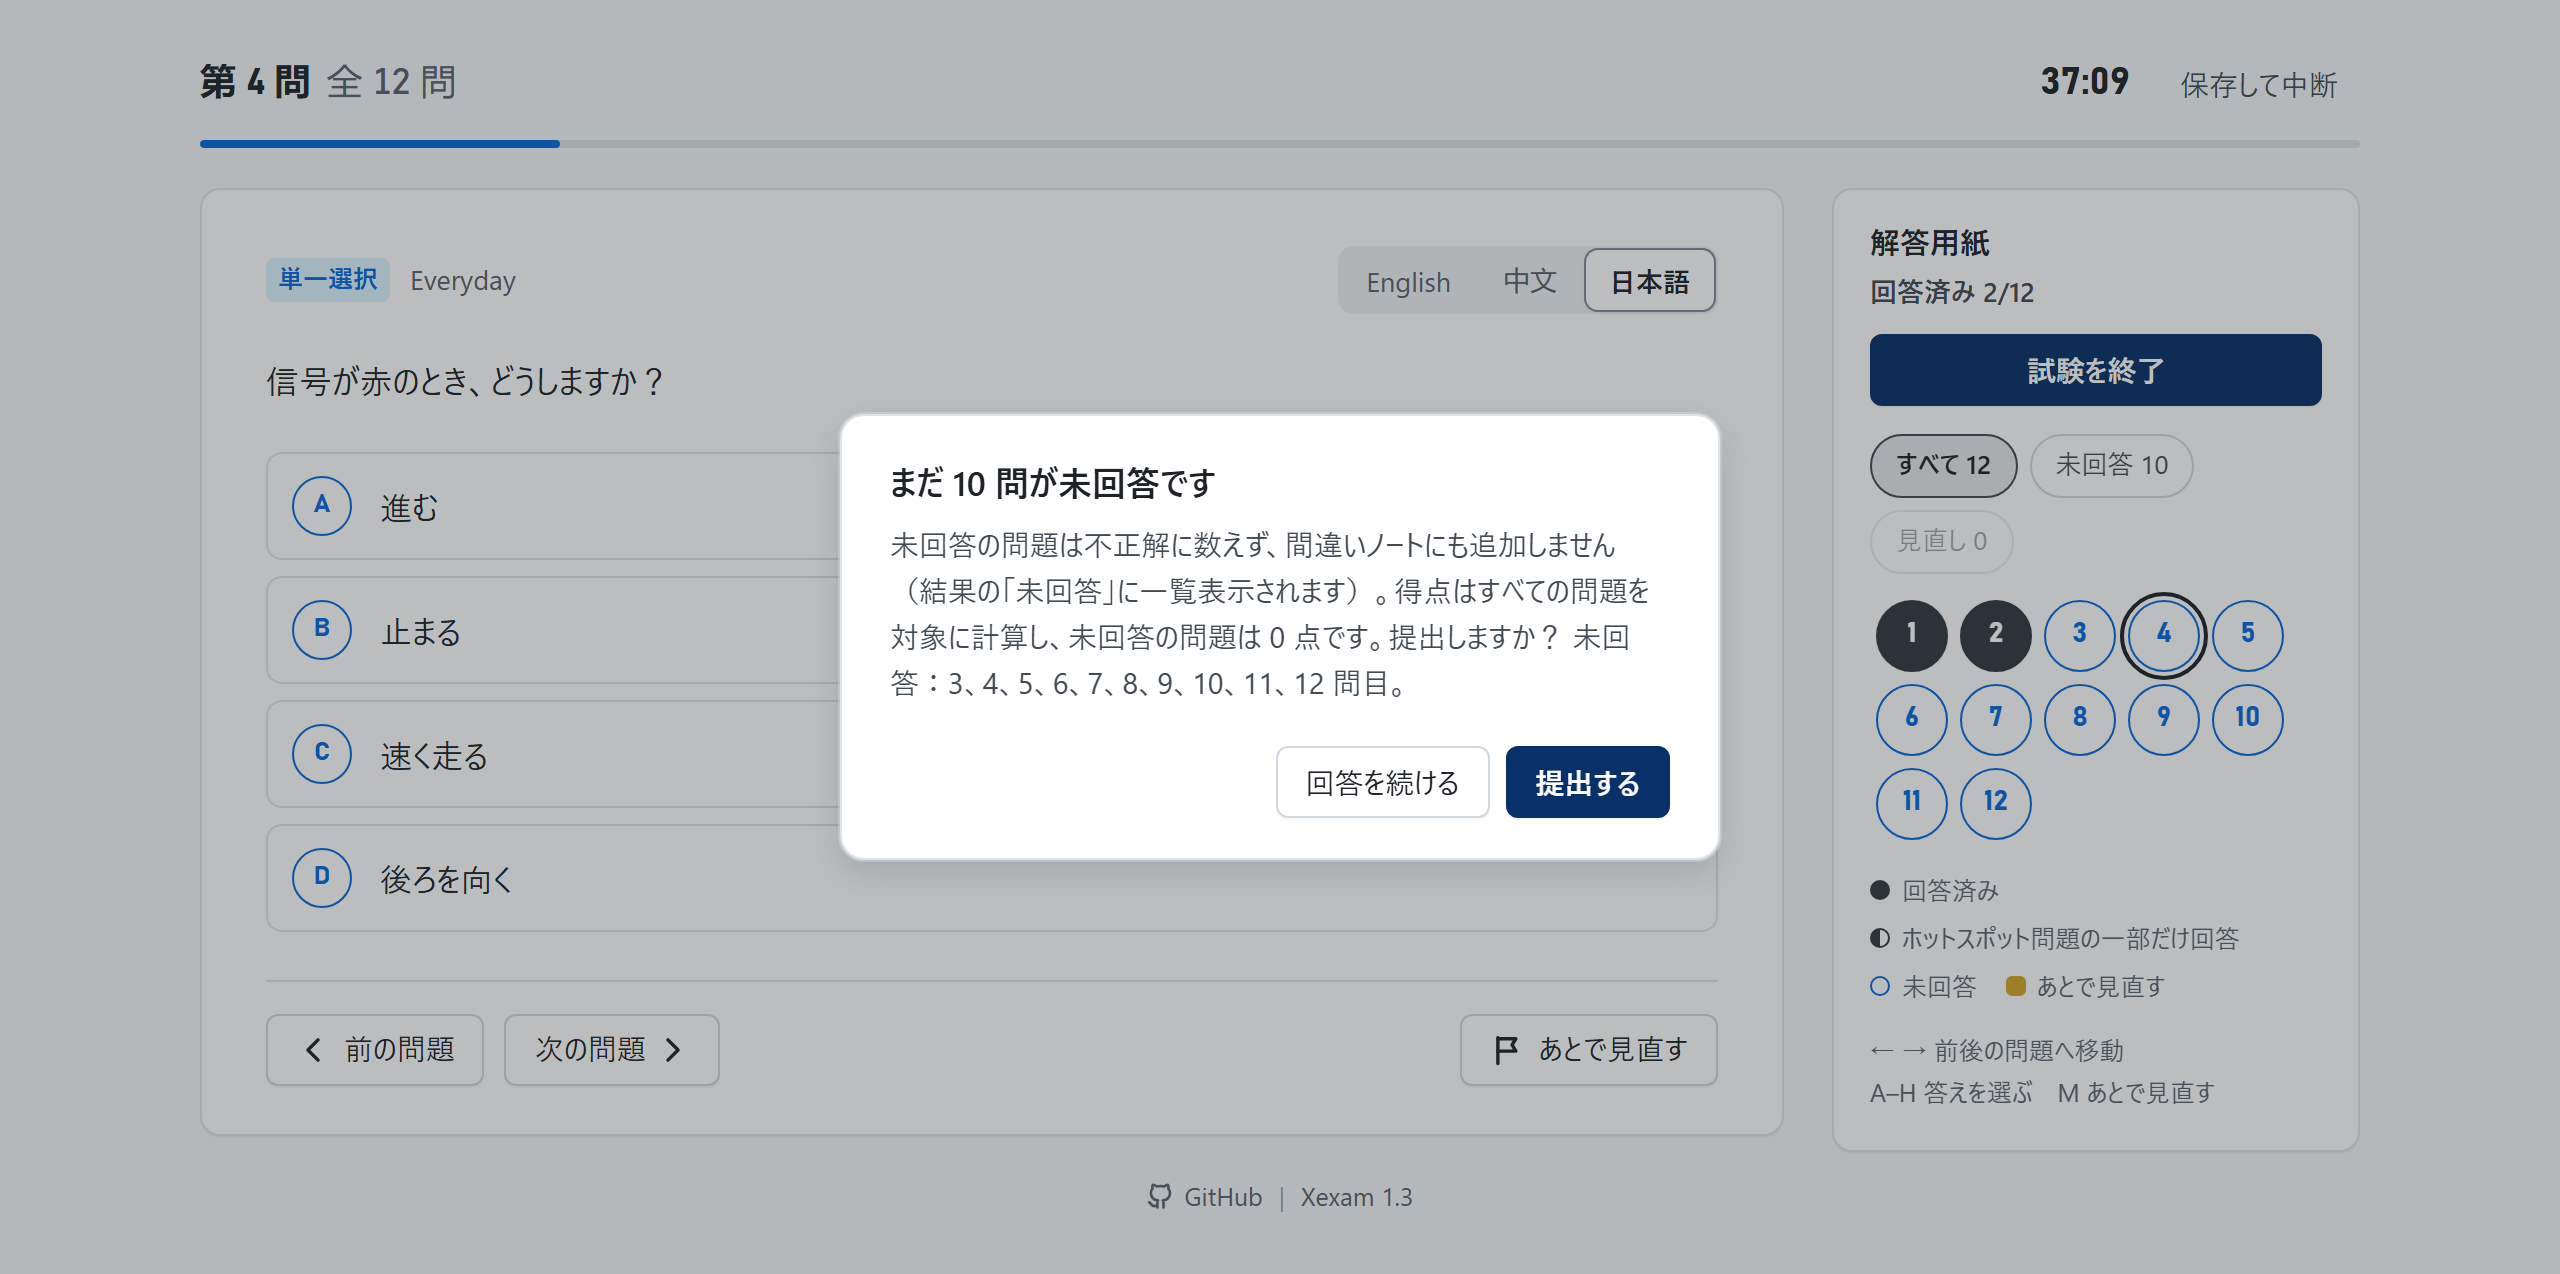 第 4 問 全 12 問
37:09 保存して中断
単一選択 Everyday
English 中文 日本語
信号が赤のとき、どうしますか？
A 進む
B 止まる
C 速く走る
D 後ろを向く
前の問題 次の問題 あとで見直す
まだ 10 問が未回答です
未回答の問題は不正解に数えず、間違いノートにも追加しません
（結果の「未回答」に一覧表示されます）。得点はすべての問題を
対象に計算し、未回答の問題は 0 点です。提出しますか？ 未回
答：3、4、5、6、7、8、9、10、11、12 問目。
回答を続ける 提出する
解答用紙
回答済み 2/12
試験を終了
すべて 12 未回答 10
見直し 0
1 2 3 4 5
6 7 8 9 10
11 12
回答済み
ホットスポット問題の一部だけ回答
未回答 あとで見直す
← → 前後の問題へ移動
A–H 答えを選ぶ M あとで見直す
GitHub | Xexam 1.3